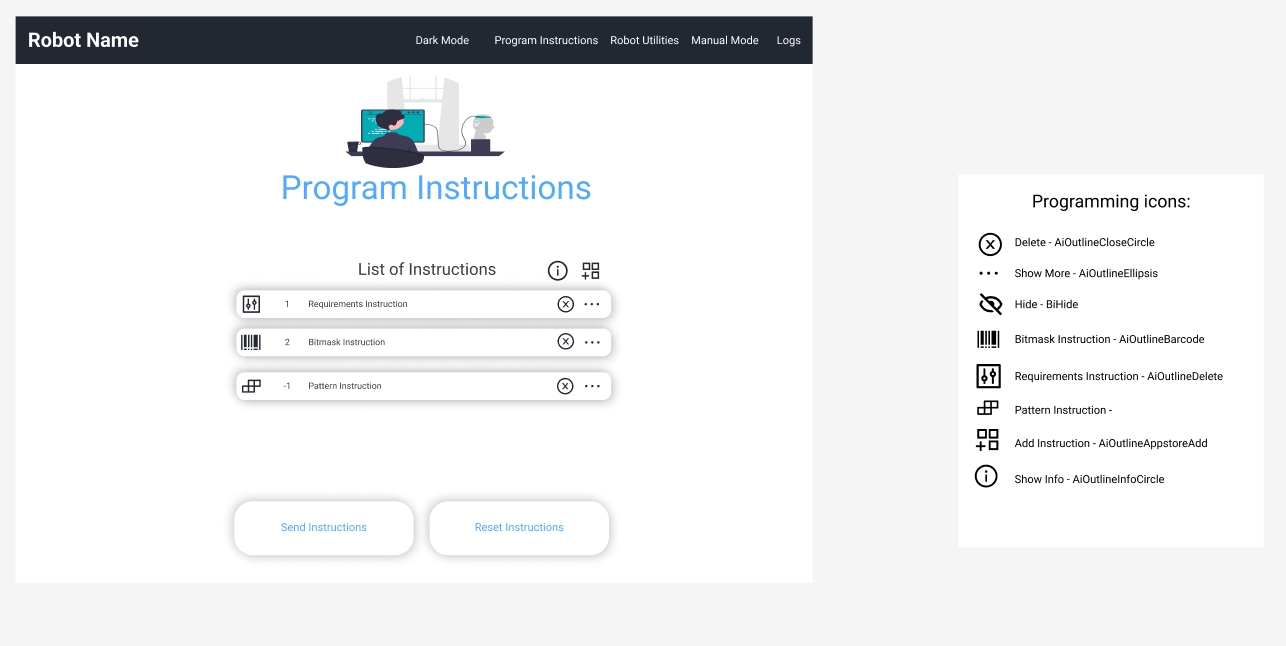 Robot Name
Dark Mode Program Instructions Robot Utilities Manual Mode Logs
Program Instructions
List of Instructions
1 Requirements Instruction
2 Bitmask Instruction
-1 Pattern Instruction
Send Instructions Reset Instructions
Programming icons:
Delete - AiOutlineCloseCircle
Show More - AiOutlineEllipsis
Hide - BiHide
Bitmask Instruction - AiOutlineBarcode
Requirements Instruction - AiOutlineDelete
Pattern Instruction -
Add Instruction - AiOutlineAppstoreAdd
Show Info - AiOutlineInfoCircle